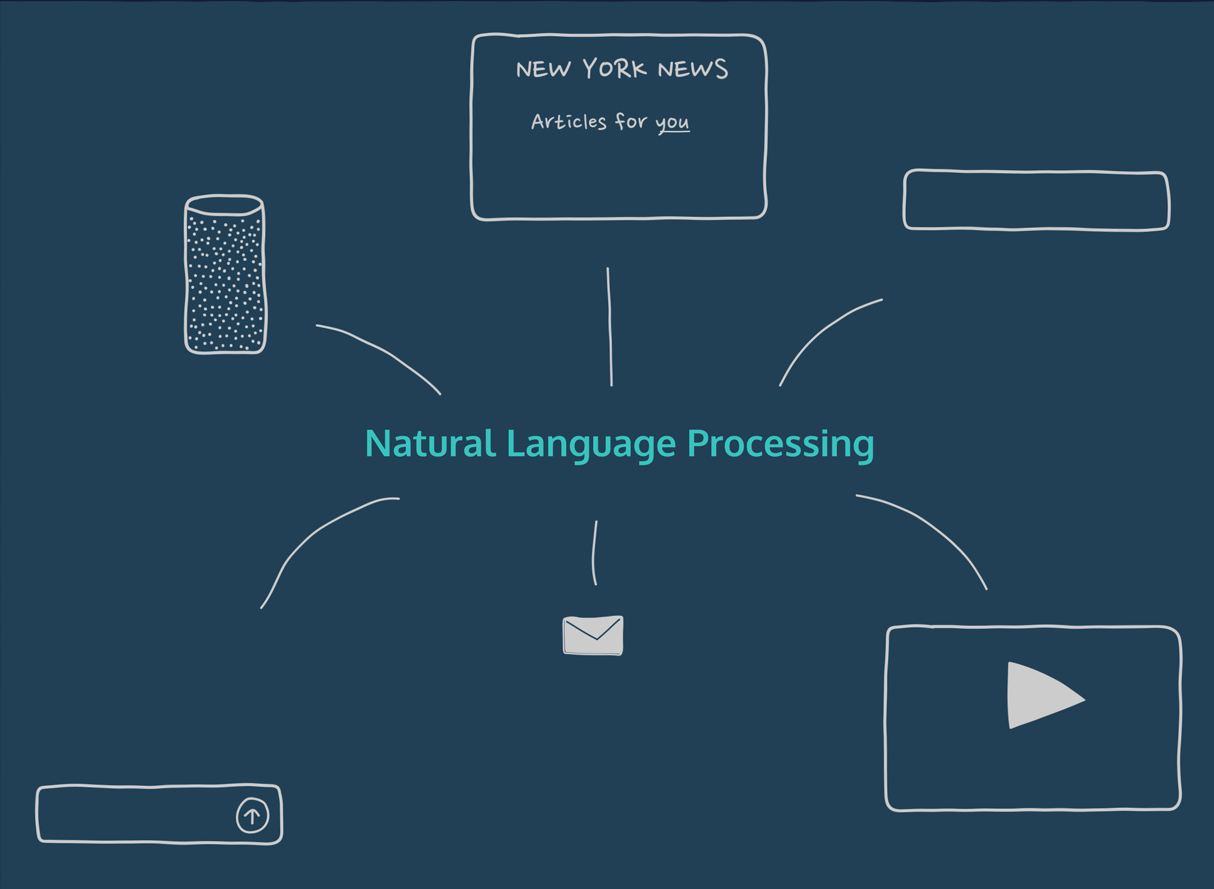 NEW YORK NEWS
Articles for you
Natural Language Processing